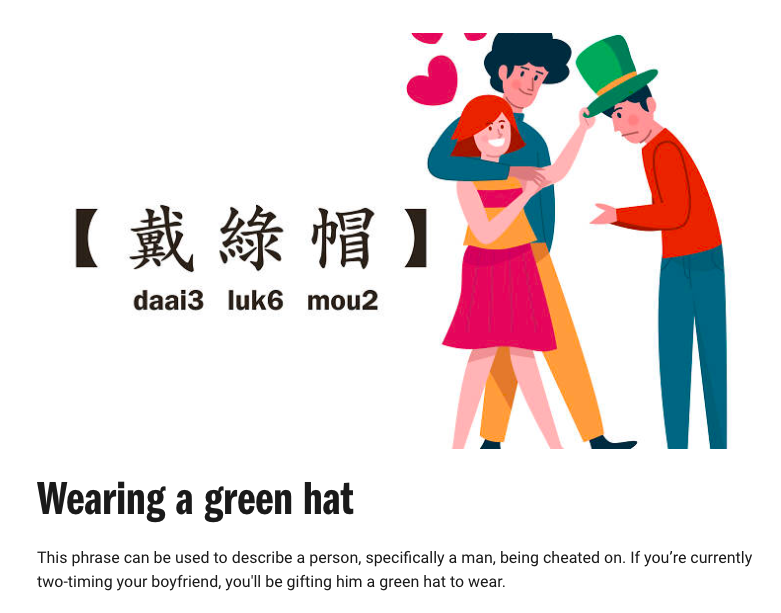 【戴綠帽】
daai3 luk6 mou2
Wearing a green hat
This phrase can be used to describe a person, specifically a man, being cheated on. If you’re currently
two-timing your boyfriend, you'll be gifting him a green hat to wear.